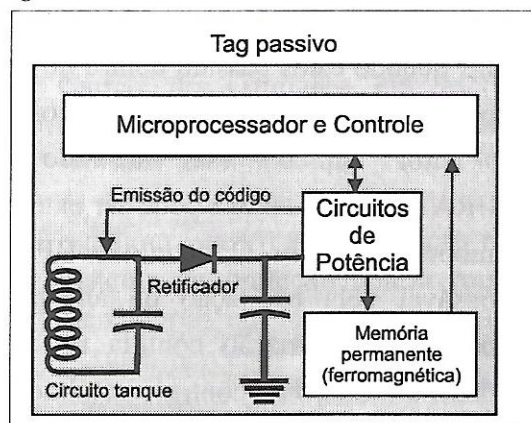 Tag passivo
Microprocessador e Controle
Emissão do código
Circuitos
de
Potência
Retificador
Memória
permanente
(ferromagnética)
Circuito tanque